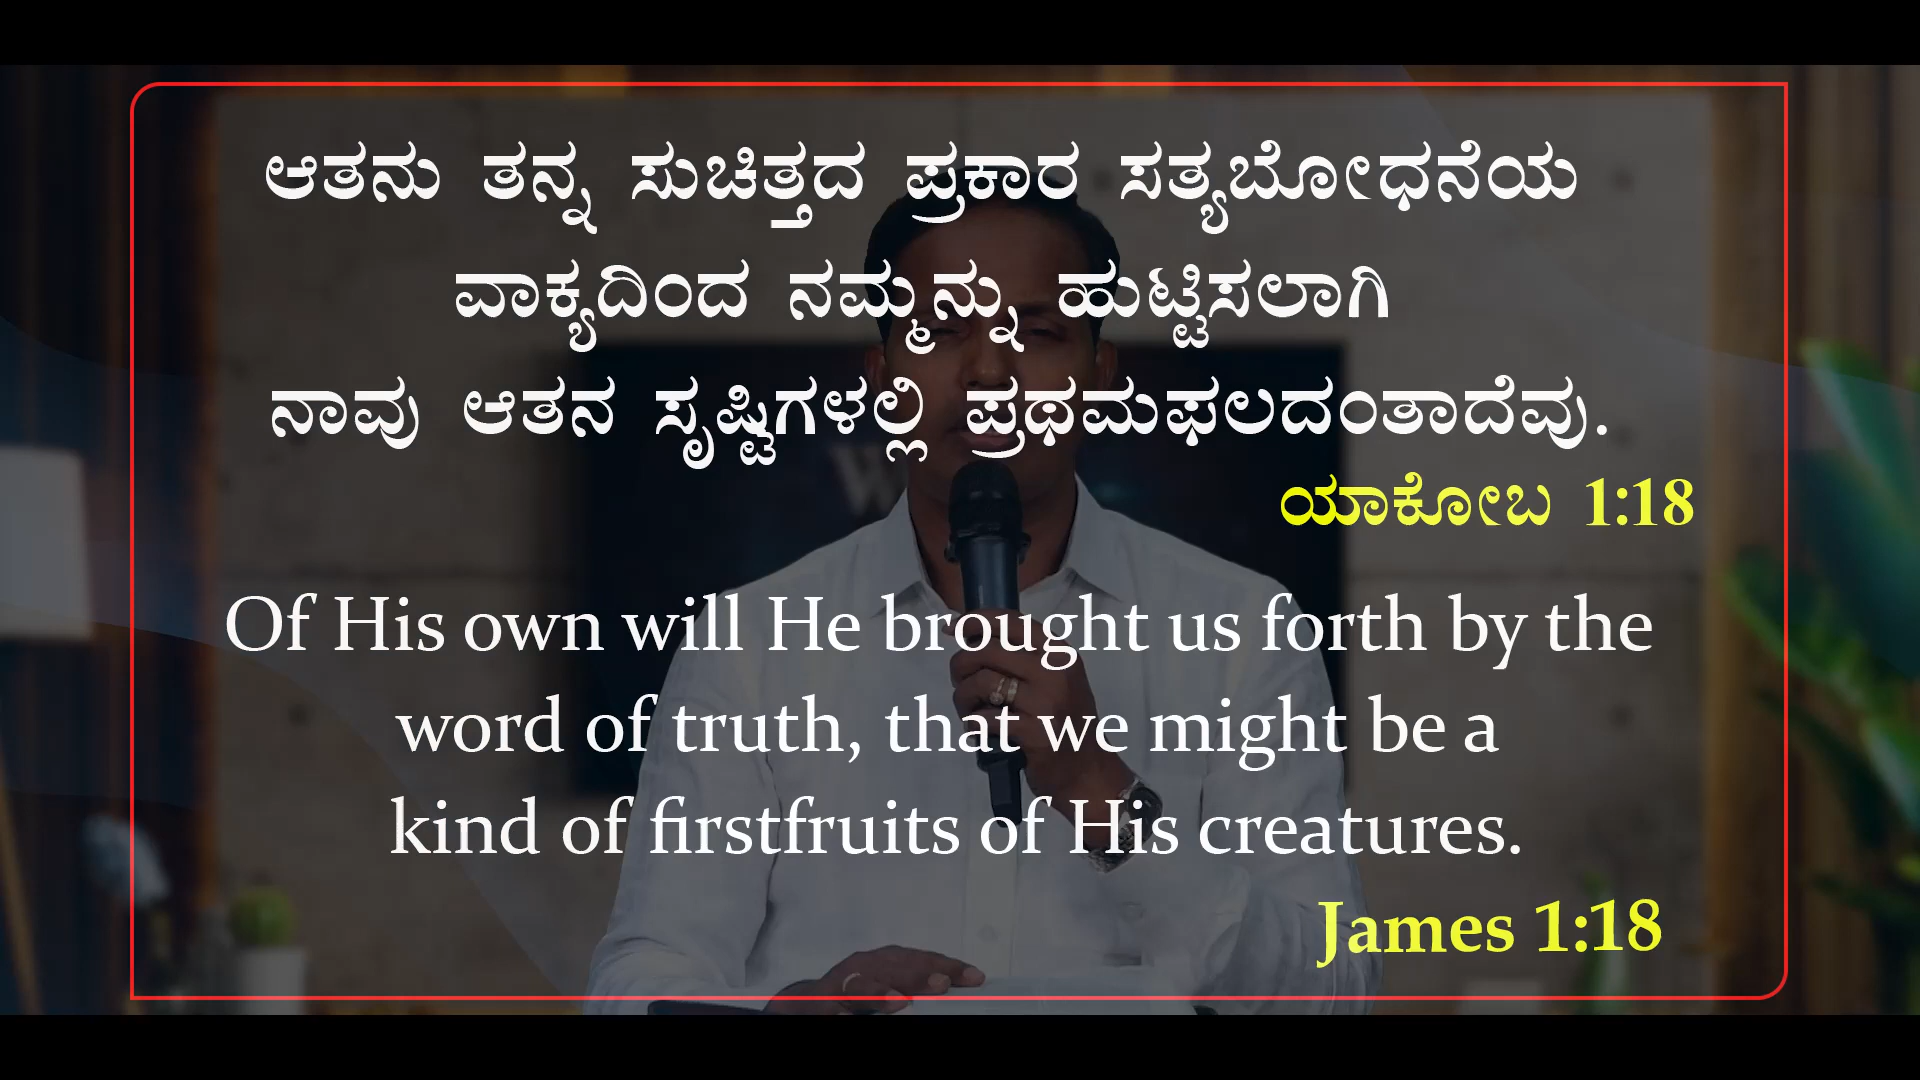 ಆತನು ತನ್ನ ಸುಚಿತ್ತದ ಪ್ರಕಾರ ಸತ್ಯಬೋಧನೆಯ
ವಾಕ್ಯದಿಂದ ನಮ್ಮನ್ನು ಹುಟ್ಟಿಸಲಾಗಿ
ನಾವು ಆತನ ಸೃಷ್ಟಿಗಳಲ್ಲಿ ಪ್ರಥಮಫಲದಂತಾದೆವು.
ಯಾಕೋಬ 1:18
Of His own will He brought us forth by the
word of truth, that we might be a
kind of firstfruits of His creatures.
James 1:18